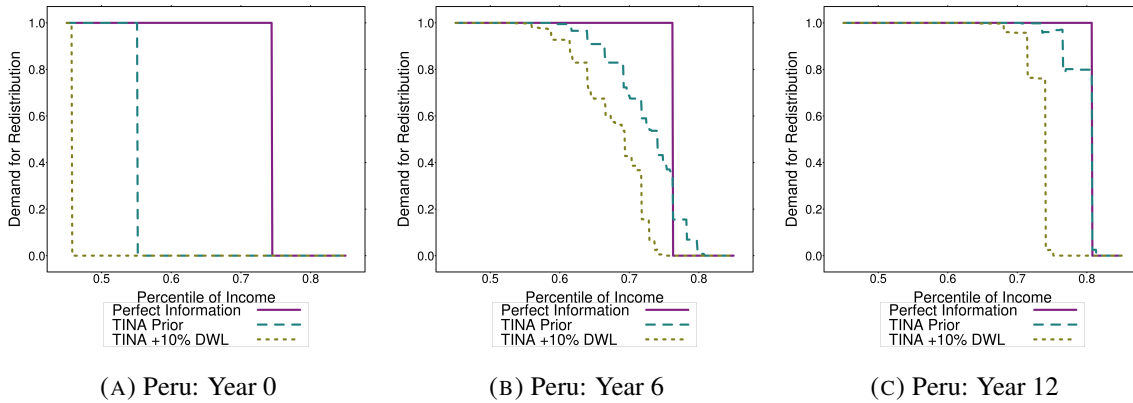 1.0
0.8
0.6
0.4
0.2
0.0
Demand for Redistribution
0.5 0.6 0.7 0.8
Percentile of Income
Perfect Information
TINA Prior
TINA +10% DWL
(A) Peru: Year 0
1.0
0.8
0.6
0.4
0.2
0.0
Demand for Redistribution
0.5 0.6 0.7 0.8
Percentile of Income
Perfect Information
TINA Prior
TINA +10% DWL
(B) Peru: Year 6
1.0
0.8
0.6
0.4
0.2
0.0
Demand for Redistribution
0.5 0.6 0.7 0.8
Percentile of Income
Perfect Information
TINA Prior
TINA +10% DWL
(C) Peru: Year 12